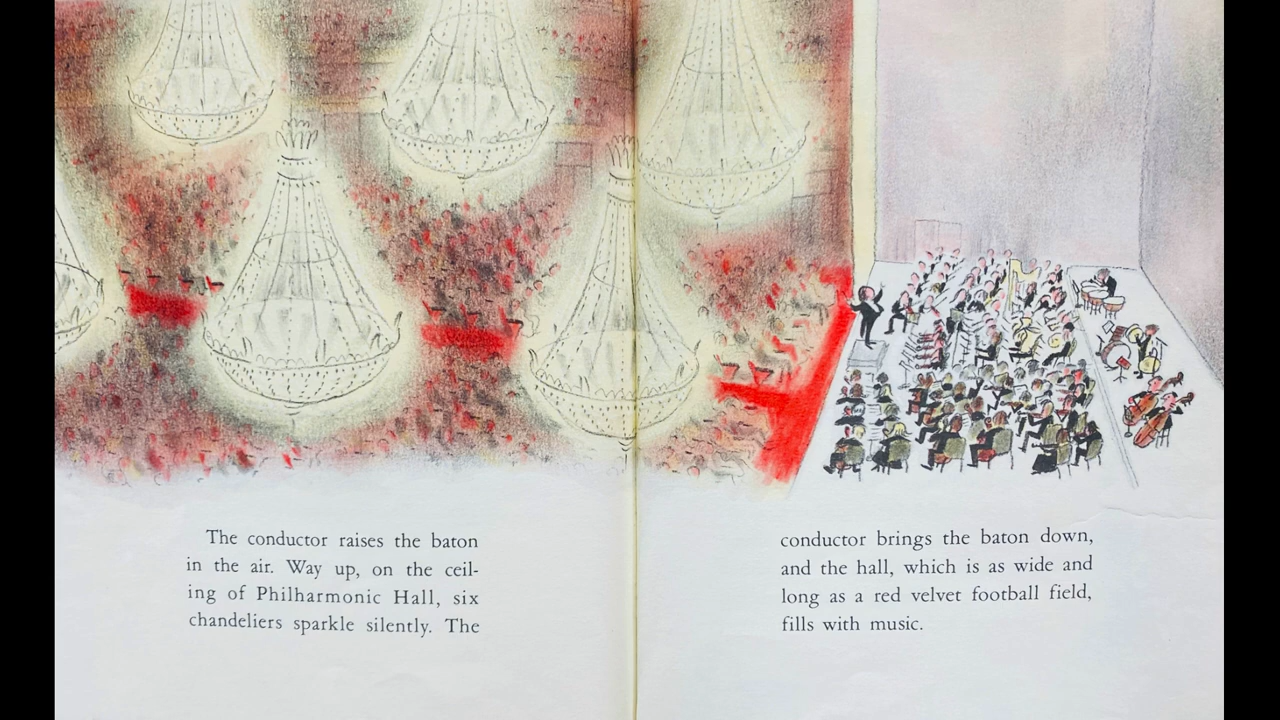 The conductor raises the baton
in the air. Way up, on the ceil-
ing of Philharmonic Hall, six
chandeliers sparkle silently. The
conductor brings the baton down,
and the hall, which is as wide and
long as a red velvet football field,
fills with music.